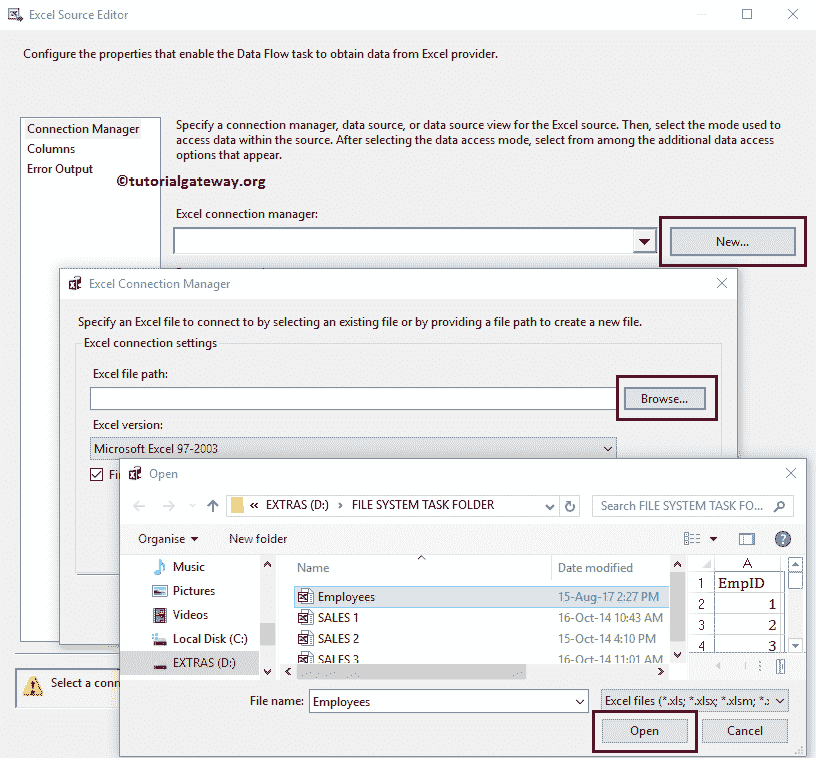 Excel Source Editor
Configure the properties that enable the Data Flow task to obtain data from Excel provider.
Connection Manager
Columns
Error Output
©tutorialgateway.org
Specify a connection manager, data source, or data source view for the Excel source. Then, select the mode used to
access data within the source. After selecting the data access mode, select from among the additional data access
options that appear.
Excel connection manager:
New...
Excel Connection Manager
Specify an Excel file to connect to by selecting an existing file or by providing a file path to create a new file.
Excel connection settings
Excel file path:
Browse...
Excel version:
Microsoft Excel 97-2003
Open
« EXTRAS (D:) › FILE SYSTEM TASK FOLDER
Search FILE SYSTEM TASK FO...
Organise
New folder
Music
Pictures
Videos
Local Disk (C:)
EXTRAS (D:)
Name Date modified
Employees 15-Aug-17 2:27 PM
SALES 1 16-Oct-14 10:43 AM
SALES 2 15-Oct-14 4:10 PM
SALES 3 16-Oct-14 11:01 AM
A
1 EmpID
2 1
3 2
4 3
Select a conn
File name: Employees
Excel files (*.xls; *.xlsx; *.xlsm; *.x
Open
Cancel